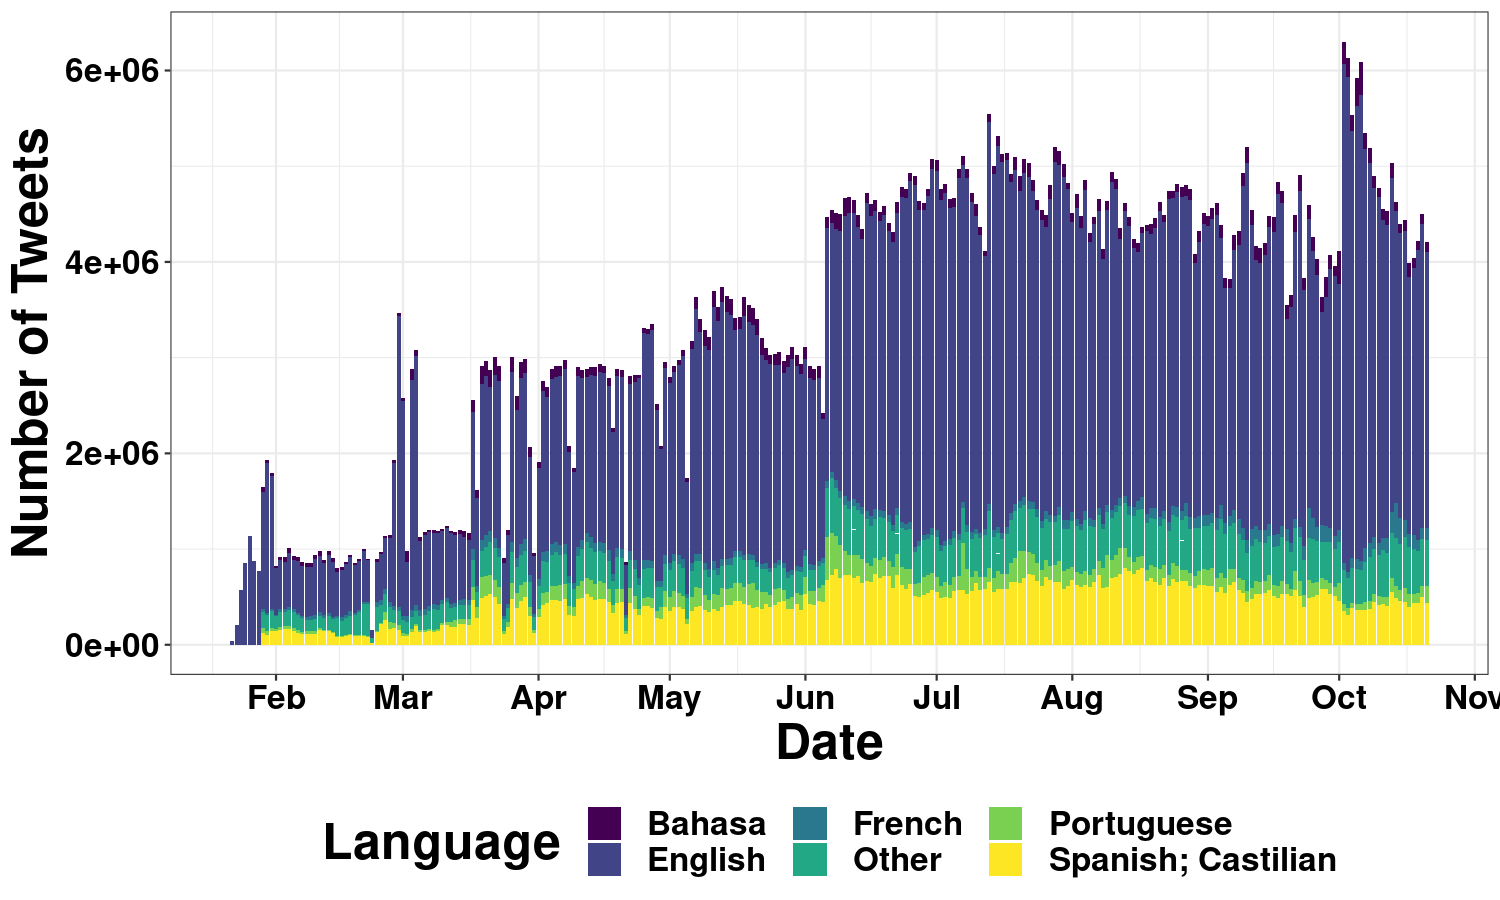 Number of Tweets
6e+06
4e+06
2e+06
0e+00
Feb Mar Apr May Jun Jul Aug Sep Oct Nov
Date
Language
Bahasa French Portuguese
English Other Spanish; Castilian